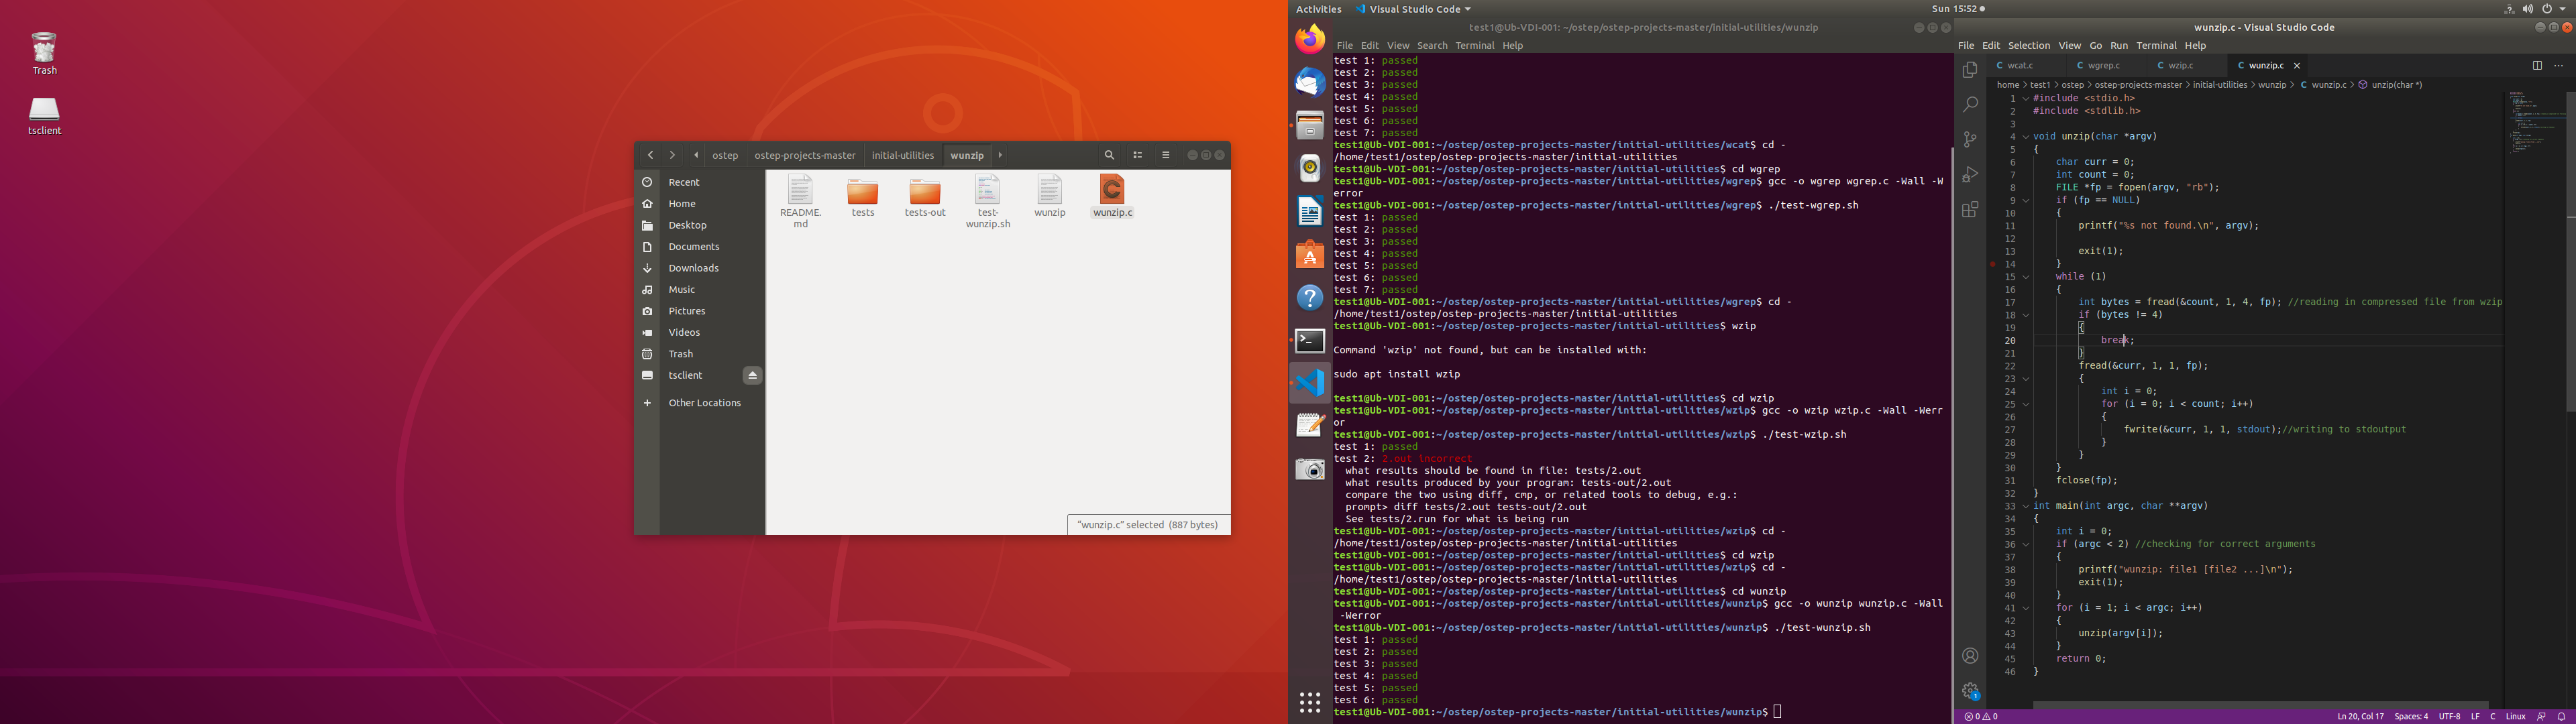 Trash
tsclient
ostep
ostep-projects-master
initial-utilities
wunzip
Recent
Home
Desktop
Documents
Downloads
Music
Pictures
Videos
Trash
tsclient
Other Locations
README.
md
tests
tests-out
test-
wunzip.sh
wunzip
wunzip.c
"wunzip.c" selected (887 bytes)
Activities
Visual Studio Code
Sun 15:52
test1@Ub-VDI-001: ~/ostep/ostep-projects-master/initial-utilities/wunzip
File Edit View Search Terminal Help
test 1: passed
test 2: passed
test 3: passed
test 4: passed
test 5: passed
test 6: passed
test 7: passed
test1@Ub-VDI-001:~/ostep/ostep-projects-master/initial-utilities/wcat$ cd -
/home/test1/ostep/ostep-projects-master/initial-utilities
test1@Ub-VDI-001:~/ostep/ostep-projects-master/initial-utilities$ cd wgrep
test1@Ub-VDI-001:~/ostep/ostep-projects-master/initial-utilities/wgrep$ gcc -o wgrep wgrep.c -Wall -W
error
test1@Ub-VDI-001:~/ostep/ostep-projects-master/initial-utilities/wgrep$ ./test-wgrep.sh
test 1: passed
test 2: passed
test 3: passed
test 4: passed
test 5: passed
test 6: passed
test 7: passed
test1@Ub-VDI-001:~/ostep/ostep-projects-master/initial-utilities/wgrep$ cd -
/home/test1/ostep/ostep-projects-master/initial-utilities
test1@Ub-VDI-001:~/ostep/ostep-projects-master/initial-utilities$ wzip
Command 'wzip' not found, but can be installed with:
sudo apt install wzip
test1@Ub-VDI-001:~/ostep/ostep-projects-master/initial-utilities$ cd wzip
test1@Ub-VDI-001:~/ostep/ostep-projects-master/initial-utilities/wzip$ gcc -o wzip wzip.c -Wall -Werr
or
test1@Ub-VDI-001:~/ostep/ostep-projects-master/initial-utilities/wzip$ ./test-wzip.sh
test 1: passed
test 2: 2.out incorrect
what results should be found in file: tests/2.out
what results produced by your program: tests-out/2.out
compare the two using diff, cmp, or related tools to debug, e.g.:
prompt> diff tests/2.out tests-out/2.out
See tests/2.run for what is being run
test1@Ub-VDI-001:~/ostep/ostep-projects-master/initial-utilities/wzip$ cd -
/home/test1/ostep/ostep-projects-master/initial-utilities
test1@Ub-VDI-001:~/ostep/ostep-projects-master/initial-utilities$ cd wzip
test1@Ub-VDI-001:~/ostep/ostep-projects-master/initial-utilities/wzip$ cd -
/home/test1/ostep/ostep-projects-master/initial-utilities
test1@Ub-VDI-001:~/ostep/ostep-projects-master/initial-utilities$ cd wunzip
test1@Ub-VDI-001:~/ostep/ostep-projects-master/initial-utilities/wunzip$ gcc -o wunzip wunzip.c -Wall
-Werror
test1@Ub-VDI-001:~/ostep/ostep-projects-master/initial-utilities/wunzip$ ./test-wunzip.sh
test 1: passed
test 2: passed
test 3: passed
test 4: passed
test 5: passed
test 6: passed
test1@Ub-VDI-001:~/ostep/ostep-projects-master/initial-utilities/wunzip$
wunzip.c - Visual Studio Code
File Edit Selection View Go Run Terminal Help
C wcat.c C wgrep.c C wzip.c C wunzip.c
home > test1 > ostep > ostep-projects-master > initial-utilities > wunzip > C wunzip.c > unzip(char *)
1 #include <stdio.h>
2 #include <stdlib.h>
3
4 void unzip(char *argv)
5 {
6 char curr = 0;
7 int count = 0;
8 FILE *fp = fopen(argv, "rb");
9 if (fp == NULL)
10 {
11 printf("%s not found.\n", argv);
12
13 exit(1);
14 }
15 while (1)
16 {
17 int bytes = fread(&count, 1, 4, fp); //reading in compressed file from wzip
18 if (bytes != 4)
19 {
20 break;
21 }
22 fread(&curr, 1, 1, fp);
23 {
24 int i = 0;
25 for (i = 0; i < count; i++)
26 {
27 fwrite(&curr, 1, 1, stdout);//writing to stdoutput
28 }
29 }
30 }
31 fclose(fp);
32 }
33 int main(int argc, char **argv)
34 {
35 int i = 0;
36 if (argc < 2) //checking for correct arguments
37 {
38 printf("wunzip: file1 [file2 ...]\n");
39 exit(1);
40 }
41 for (i = 1; i < argc; i++)
42 {
43 unzip(argv[i]);
44 }
45 return 0;
46 }
0 0
Ln 20, Col 17 Spaces: 4 UTF-8 LF C Linux